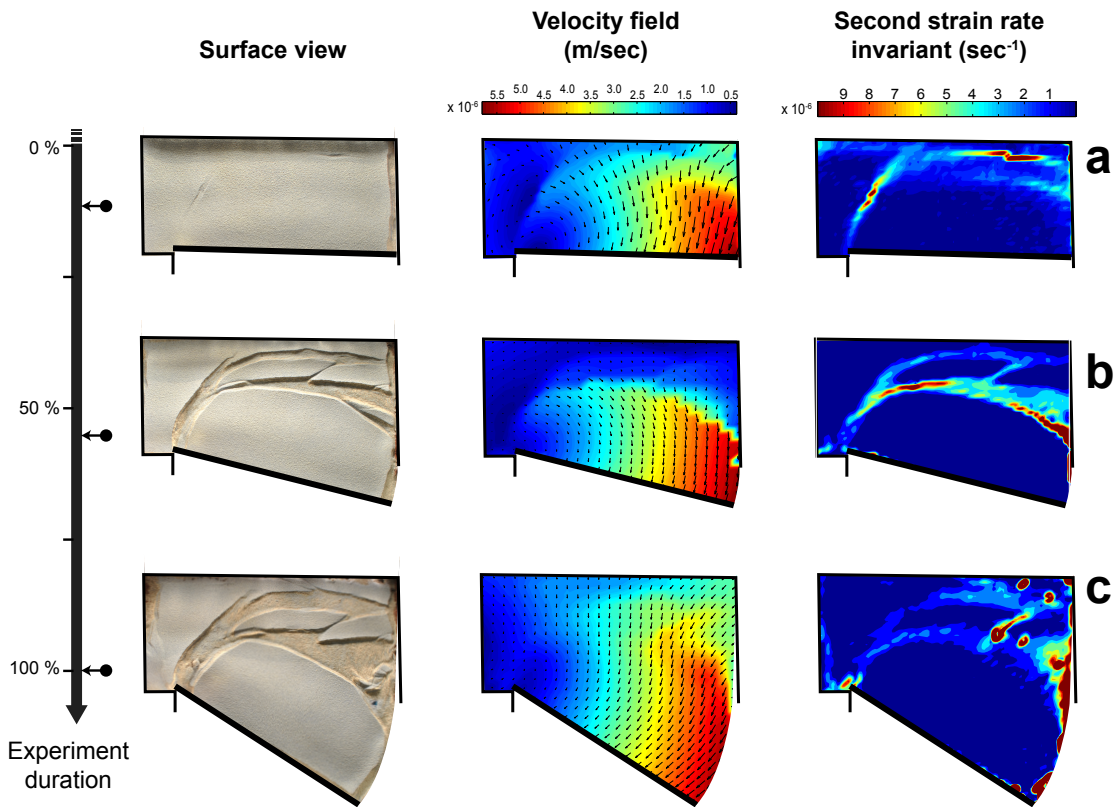 Surface view
Velocity field
(m/sec)
Second strain rate
invariant (sec⁻¹)
x 10⁻⁶ 5.5 5.0 4.5 4.0 3.5 3.0 2.5 2.0 1.5 1.0 0.5
x 10⁻⁶ 9 8 7 6 5 4 3 2 1
0 %
a
b
50 %
c
100 %
Experiment
duration